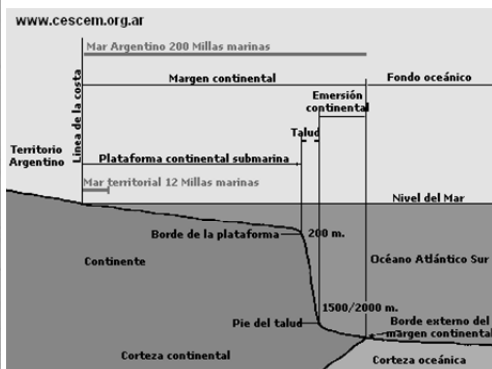 www.cescem.org.ar
Mar Argentino 200 Millas marinas
Margen continental
Fondo oceánico
Emersión
continental
Línea de la costa
Talud
Territorio
Argentino
Plataforma continental submarina
Mar territorial 12 Millas marinas
Nivel del Mar
Borde de la plataforma
200 m.
Continente
Océano Atlántico Sur
1500/2000 m.
Pie del talud
Borde externo del
margen continental
Corteza continental
Corteza oceánica